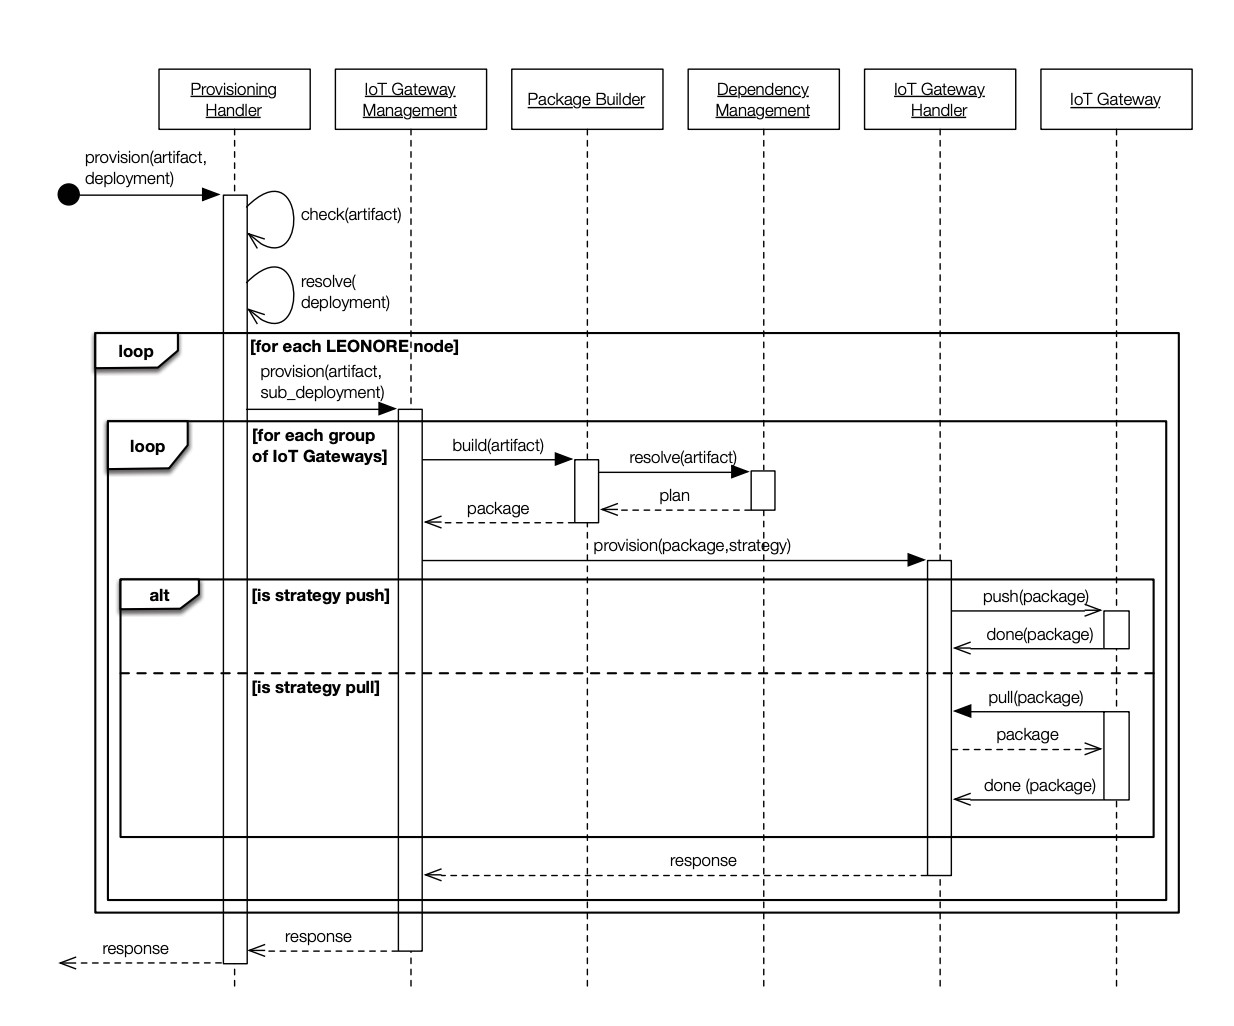 Provisioning
Handler
IoT Gateway
Management
Package Builder
Dependency
Management
IoT Gateway
Handler
IoT Gateway
provision(artifact,
deployment)
check(artifact)
resolve(
deployment)
loop
[for each LEONORE node]
provision(artifact,
sub_deployment)
loop
[for each group
of IoT Gateways]
build(artifact)
resolve(artifact)
plan
package
provision(package,strategy)
alt
[is strategy push]
push(package)
done(package)
[is strategy pull]
pull(package)
package
done (package)
response
response
response